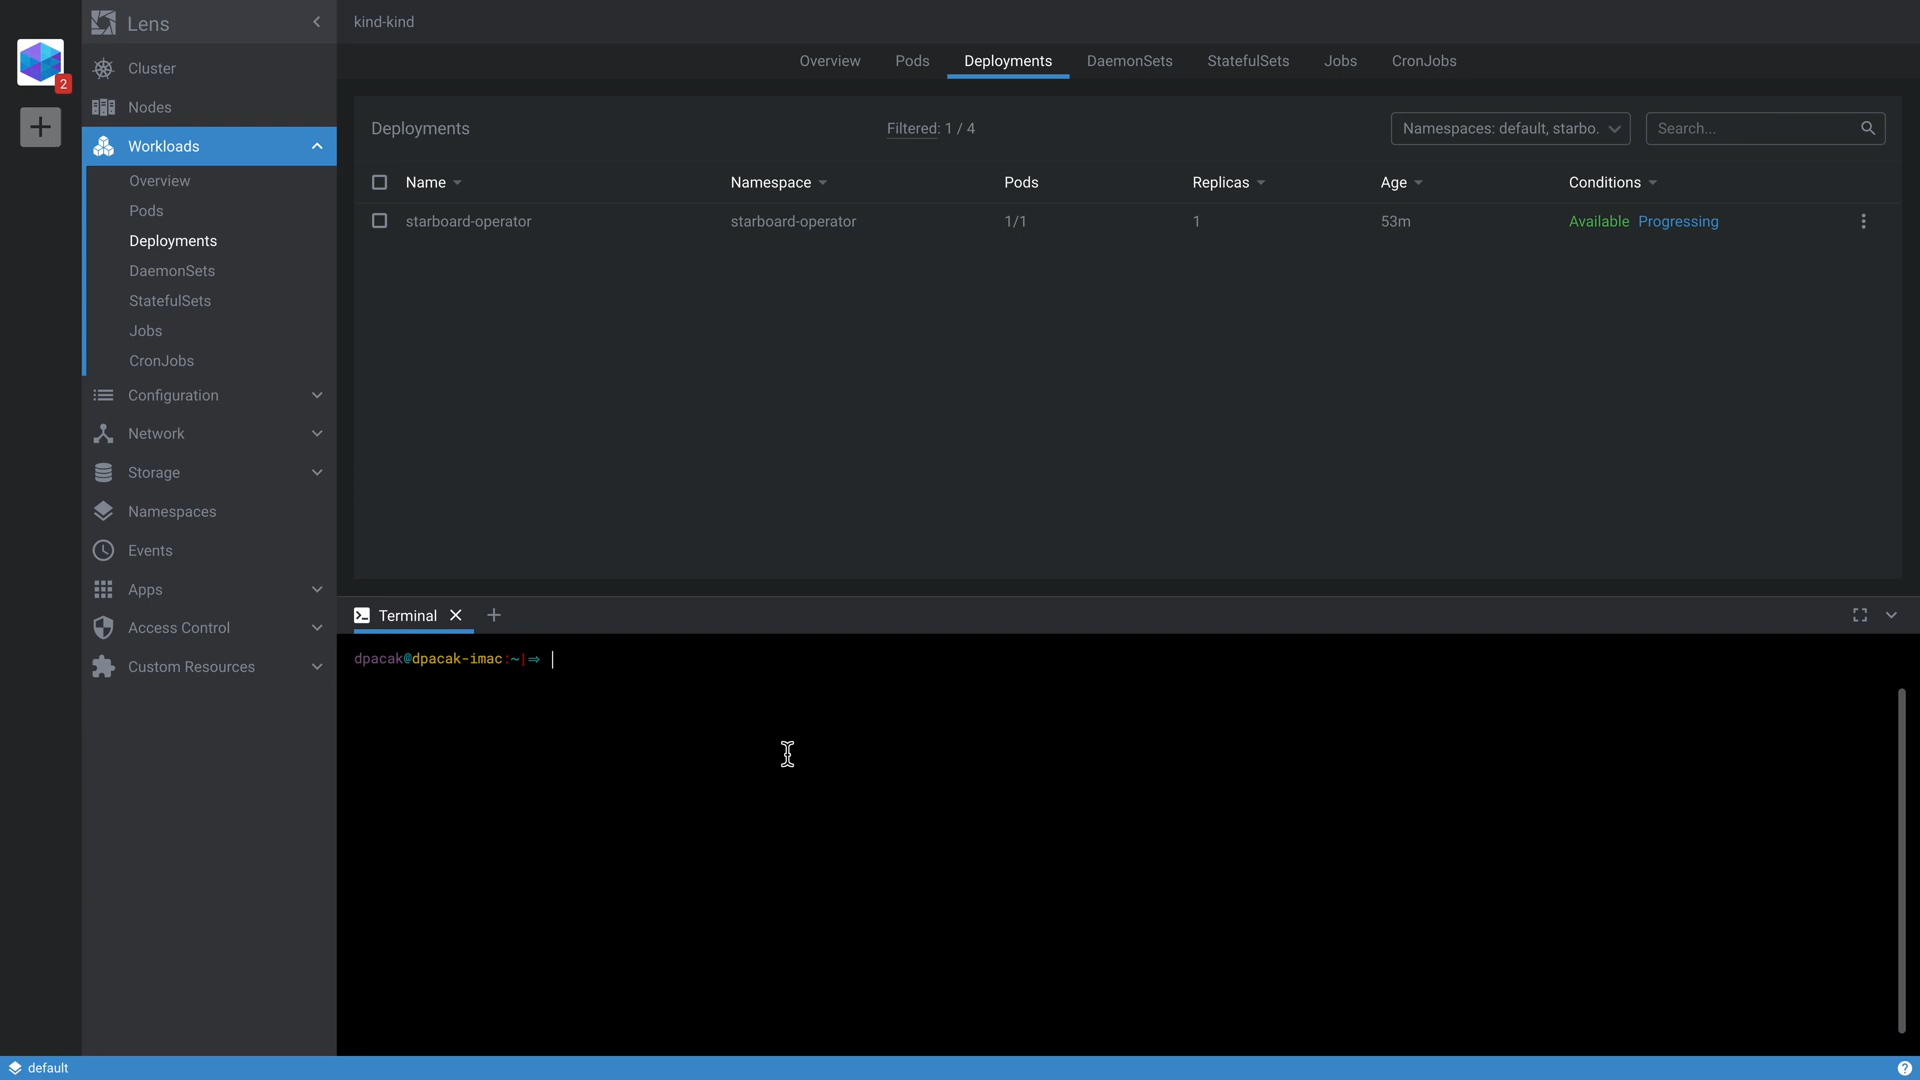 Lens
kind-kind
2
Cluster
Nodes
Workloads
Overview
Pods
Deployments
DaemonSets
StatefulSets
Jobs
CronJobs
Configuration
Network
Storage
Namespaces
Events
Apps
Access Control
Custom Resources
Overview Pods Deployments DaemonSets StatefulSets Jobs CronJobs
Deployments Filtered: 1 / 4 Namespaces: default, starbo. Search...
Name Namespace Pods Replicas Age Conditions
starboard-operator starboard-operator 1/1 1 53m Available Progressing
Terminal
dpacak@dpacak-imac:~|⇒
default
?